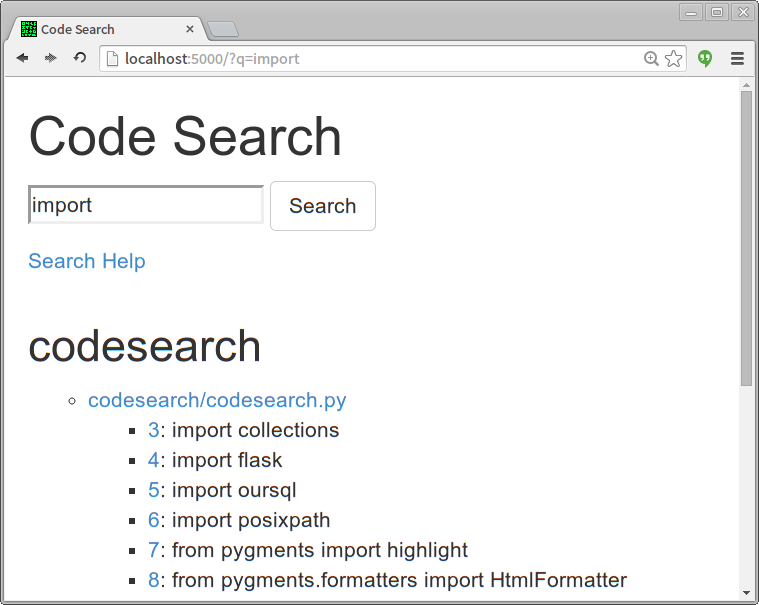 Code Search
localhost:5000/?q=import
Code Search
import Search
Search Help
codesearch
codesearch/codesearch.py
3: import collections
4: import flask
5: import oursql
6: import posixpath
7: from pygments import highlight
8: from pygments.formatters import HtmlFormatter